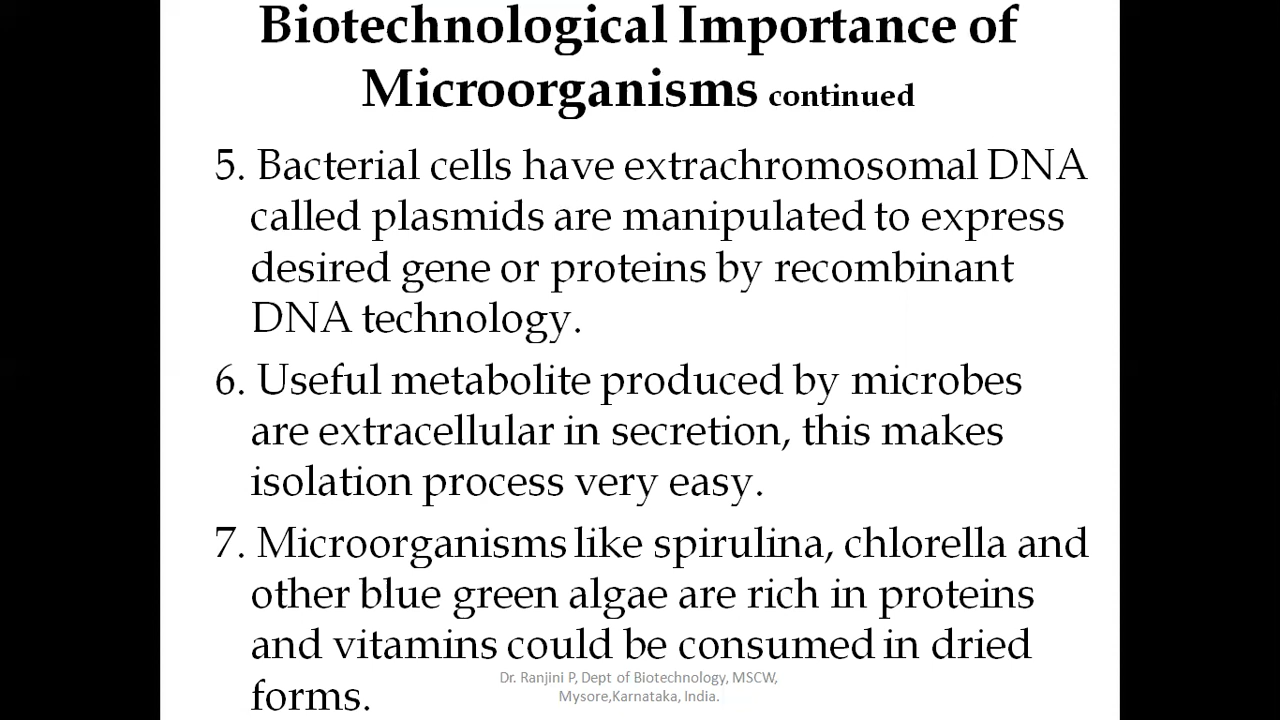 Biotechnological Importance of
Microorganisms continued
5. Bacterial cells have extrachromosomal DNA
called plasmids are manipulated to express
desired gene or proteins by recombinant
DNA technology.
6. Useful metabolite produced by microbes
are extracellular in secretion, this makes
isolation process very easy.
7. Microorganisms like spirulina, chlorella and
other blue green algae are rich in proteins
and vitamins could be consumed in dried
forms.
Dr. Ranjini P, Dept of Biotechnology, MSCW,
Mysore,Karnataka, India.